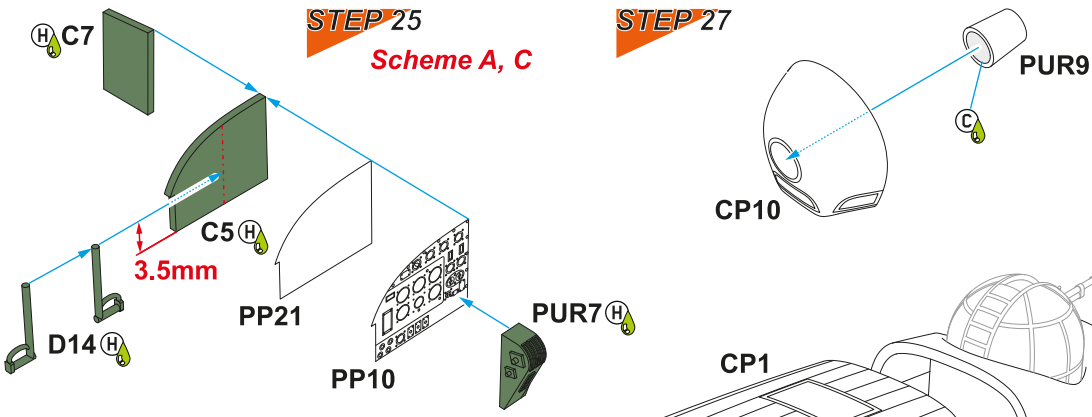 STEP 25
Scheme A, C
H C7
C5 H
3.5mm
D14 H
PP21
PP10
PUR7 H
STEP 27
PUR9
C
CP10
CP1